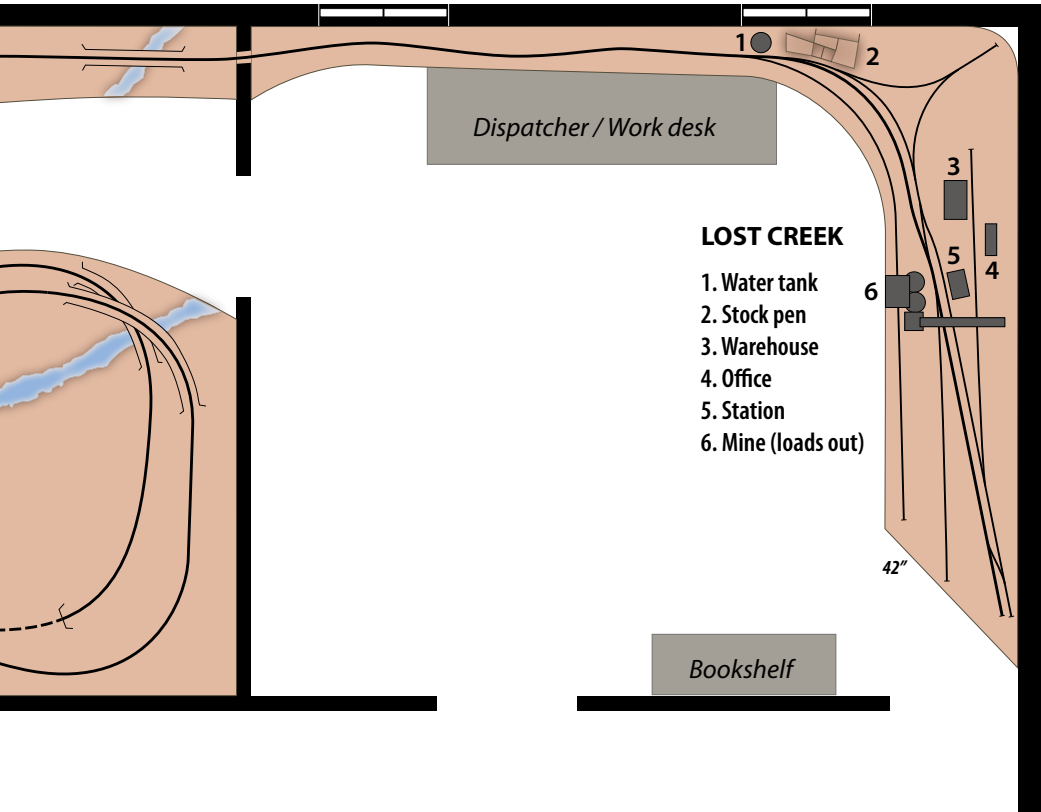 1
2
Dispatcher / Work desk
3
LOST CREEK
5
4
1. Water tank
6
2. Stock pen
3. Warehouse
4. Office
5. Station
6. Mine (loads out)
42”
Bookshelf